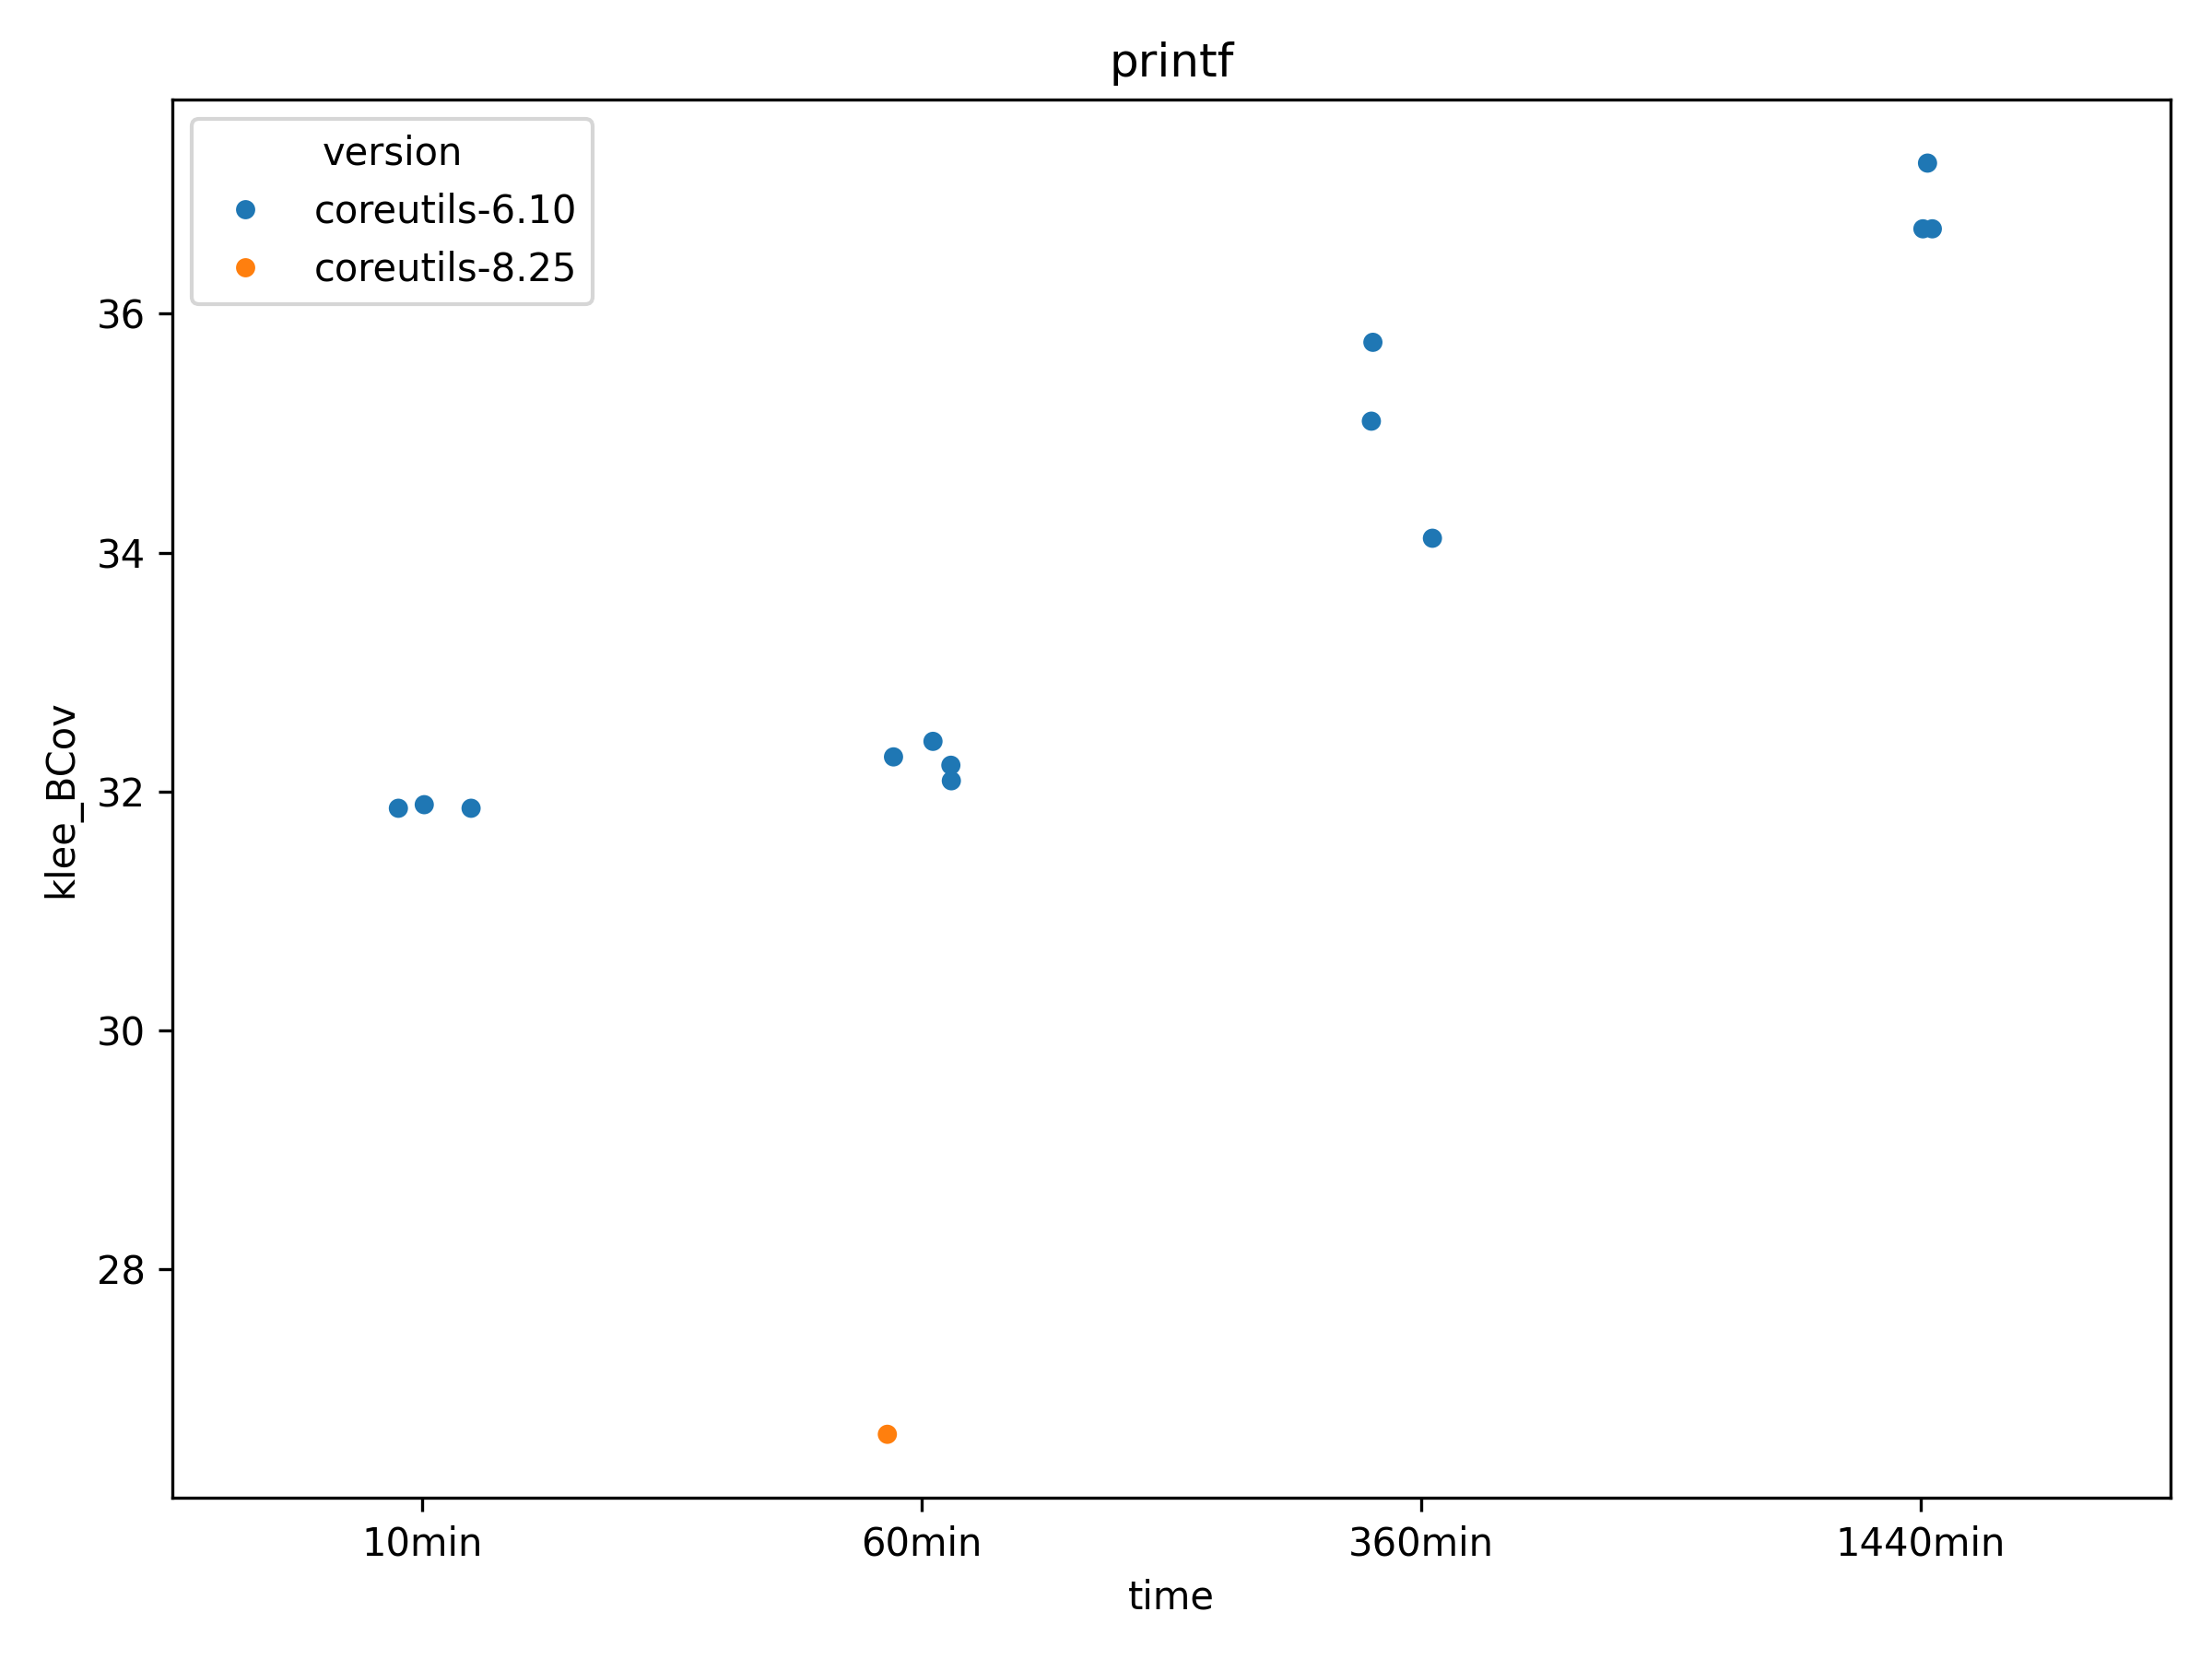 printf
version
coreutils-6.10
coreutils-8.25
36
34
32
30
28
klee_BCov
10min
60min
360min
1440min
time